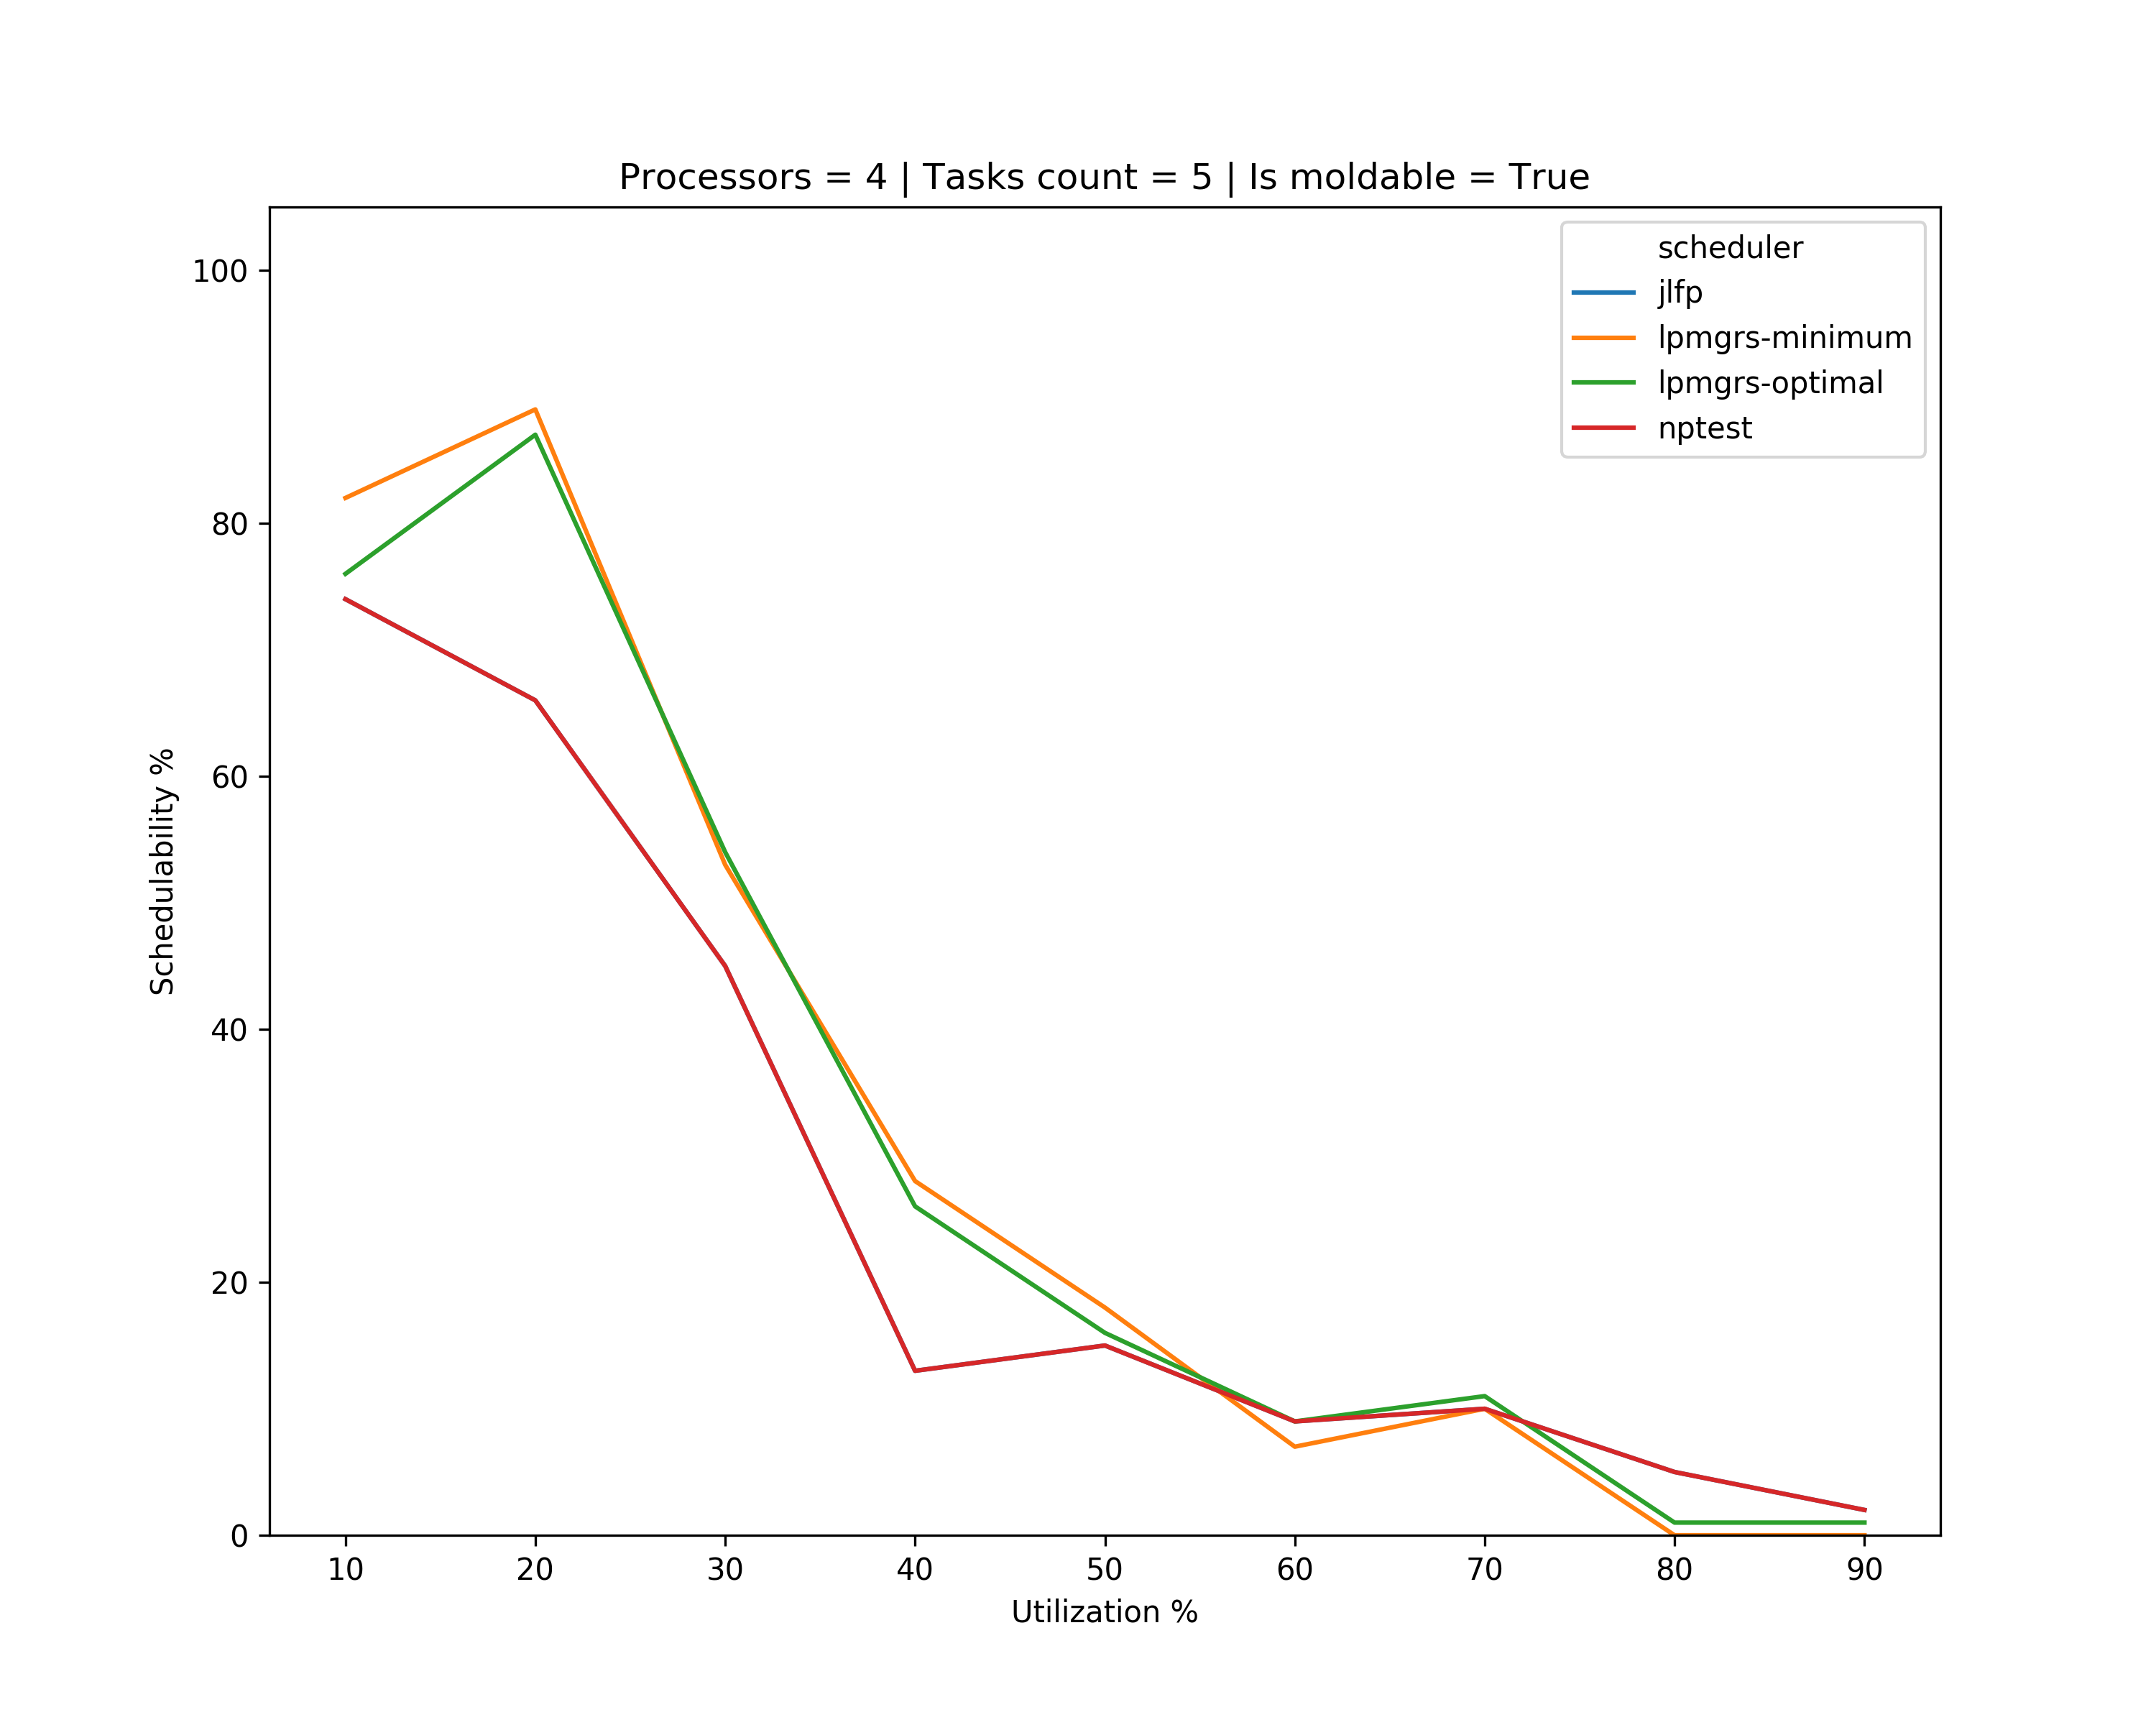 Processors = 4 | Tasks count = 5 | Is moldable = True
scheduler
jlfp
lpmgrs-minimum
lpmgrs-optimal
nptest
Schedulability %
100
80
60
40
20
0
10 20 30 40 50 60 70 80 90
Utilization %